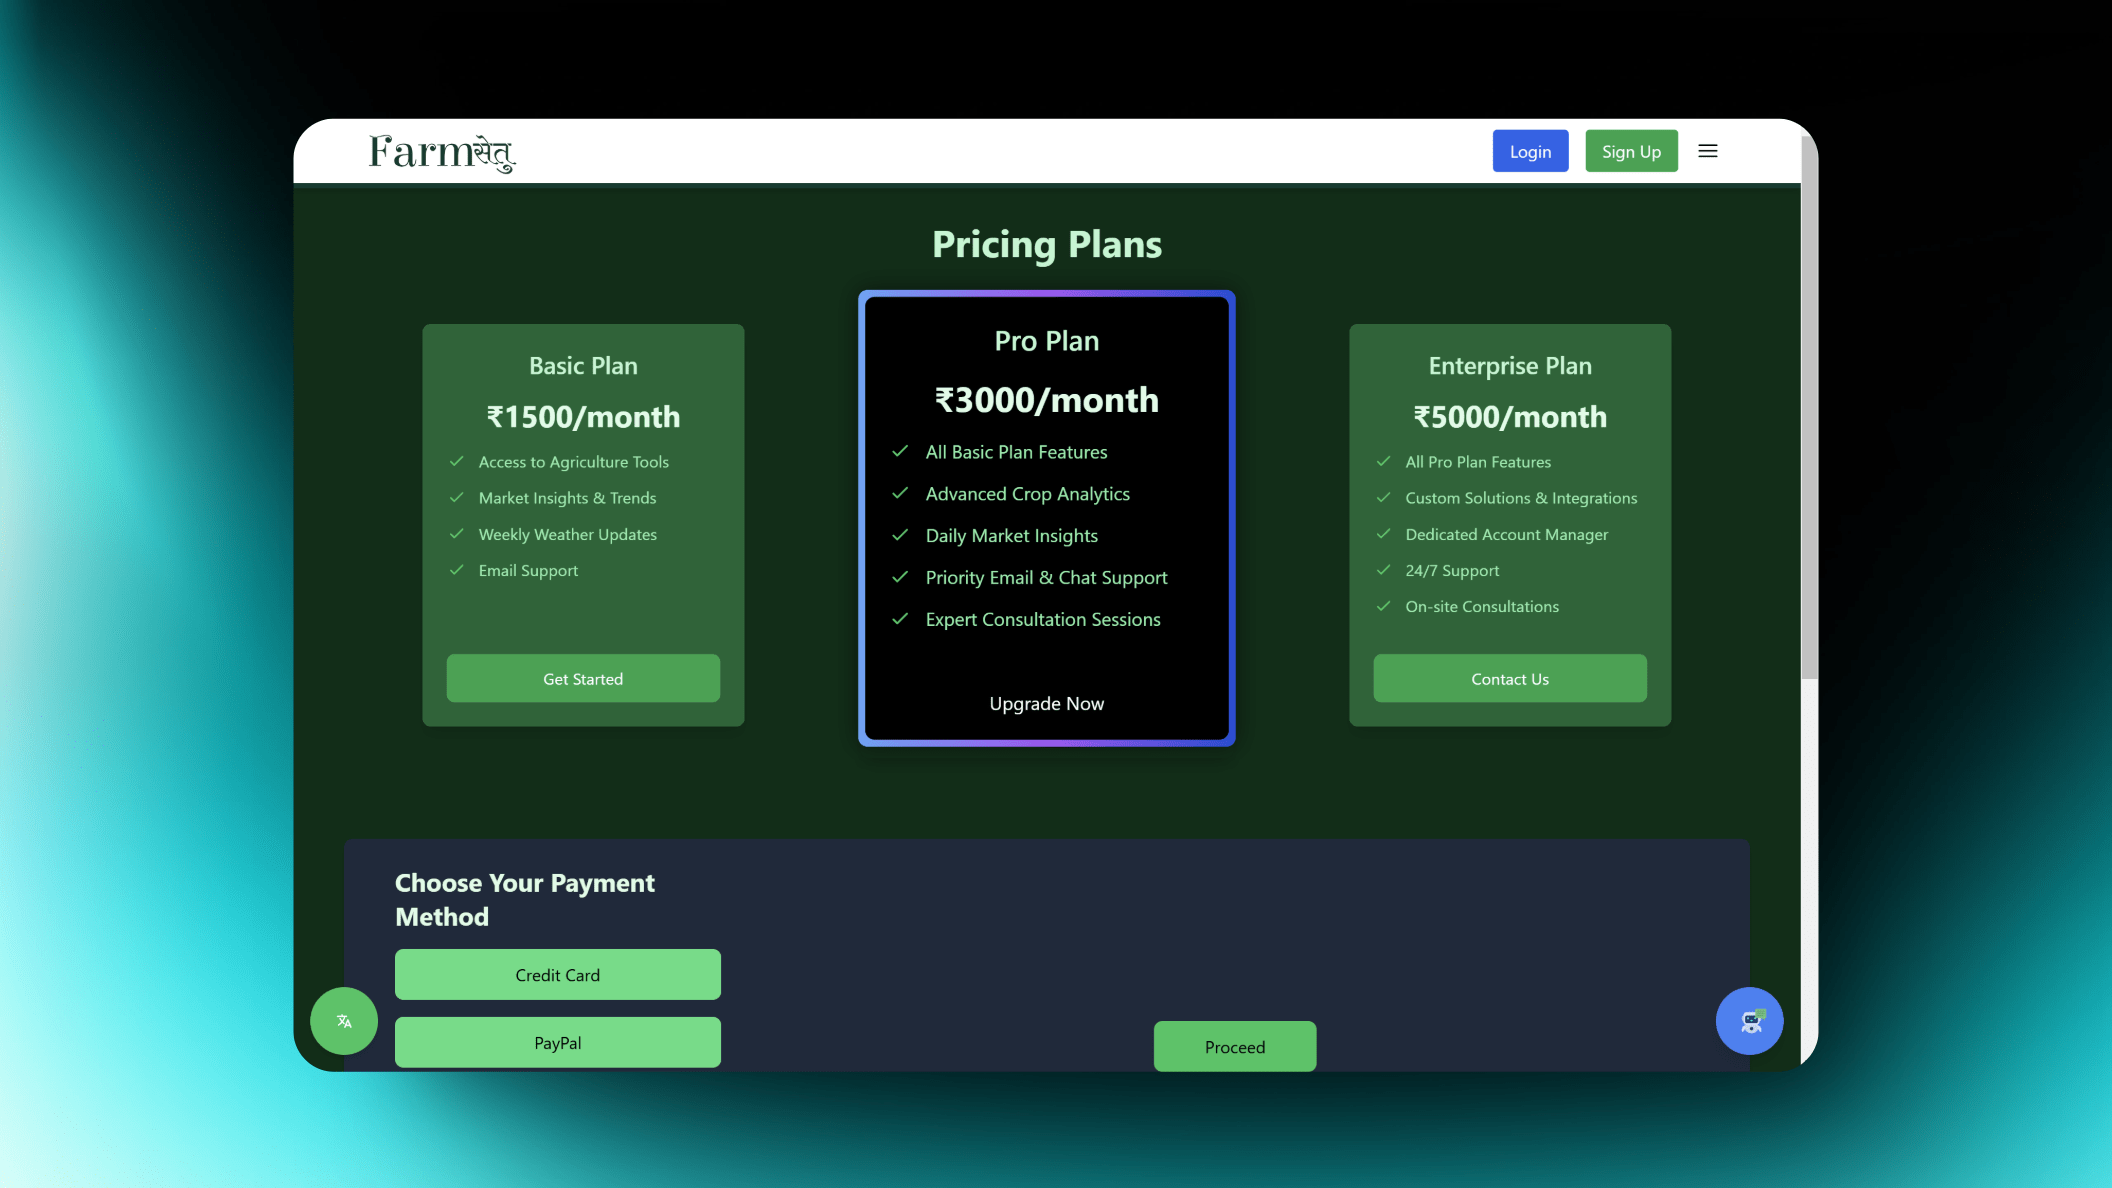 Farmसेतु
Login
Sign Up
Pricing Plans
Basic Plan
₹1500/month
Access to Agriculture Tools
Market Insights & Trends
Weekly Weather Updates
Email Support
Get Started
Pro Plan
₹3000/month
All Basic Plan Features
Advanced Crop Analytics
Daily Market Insights
Priority Email & Chat Support
Expert Consultation Sessions
Upgrade Now
Enterprise Plan
₹5000/month
All Pro Plan Features
Custom Solutions & Integrations
Dedicated Account Manager
24/7 Support
On-site Consultations
Contact Us
Choose Your Payment
Method
Credit Card
PayPal
Proceed